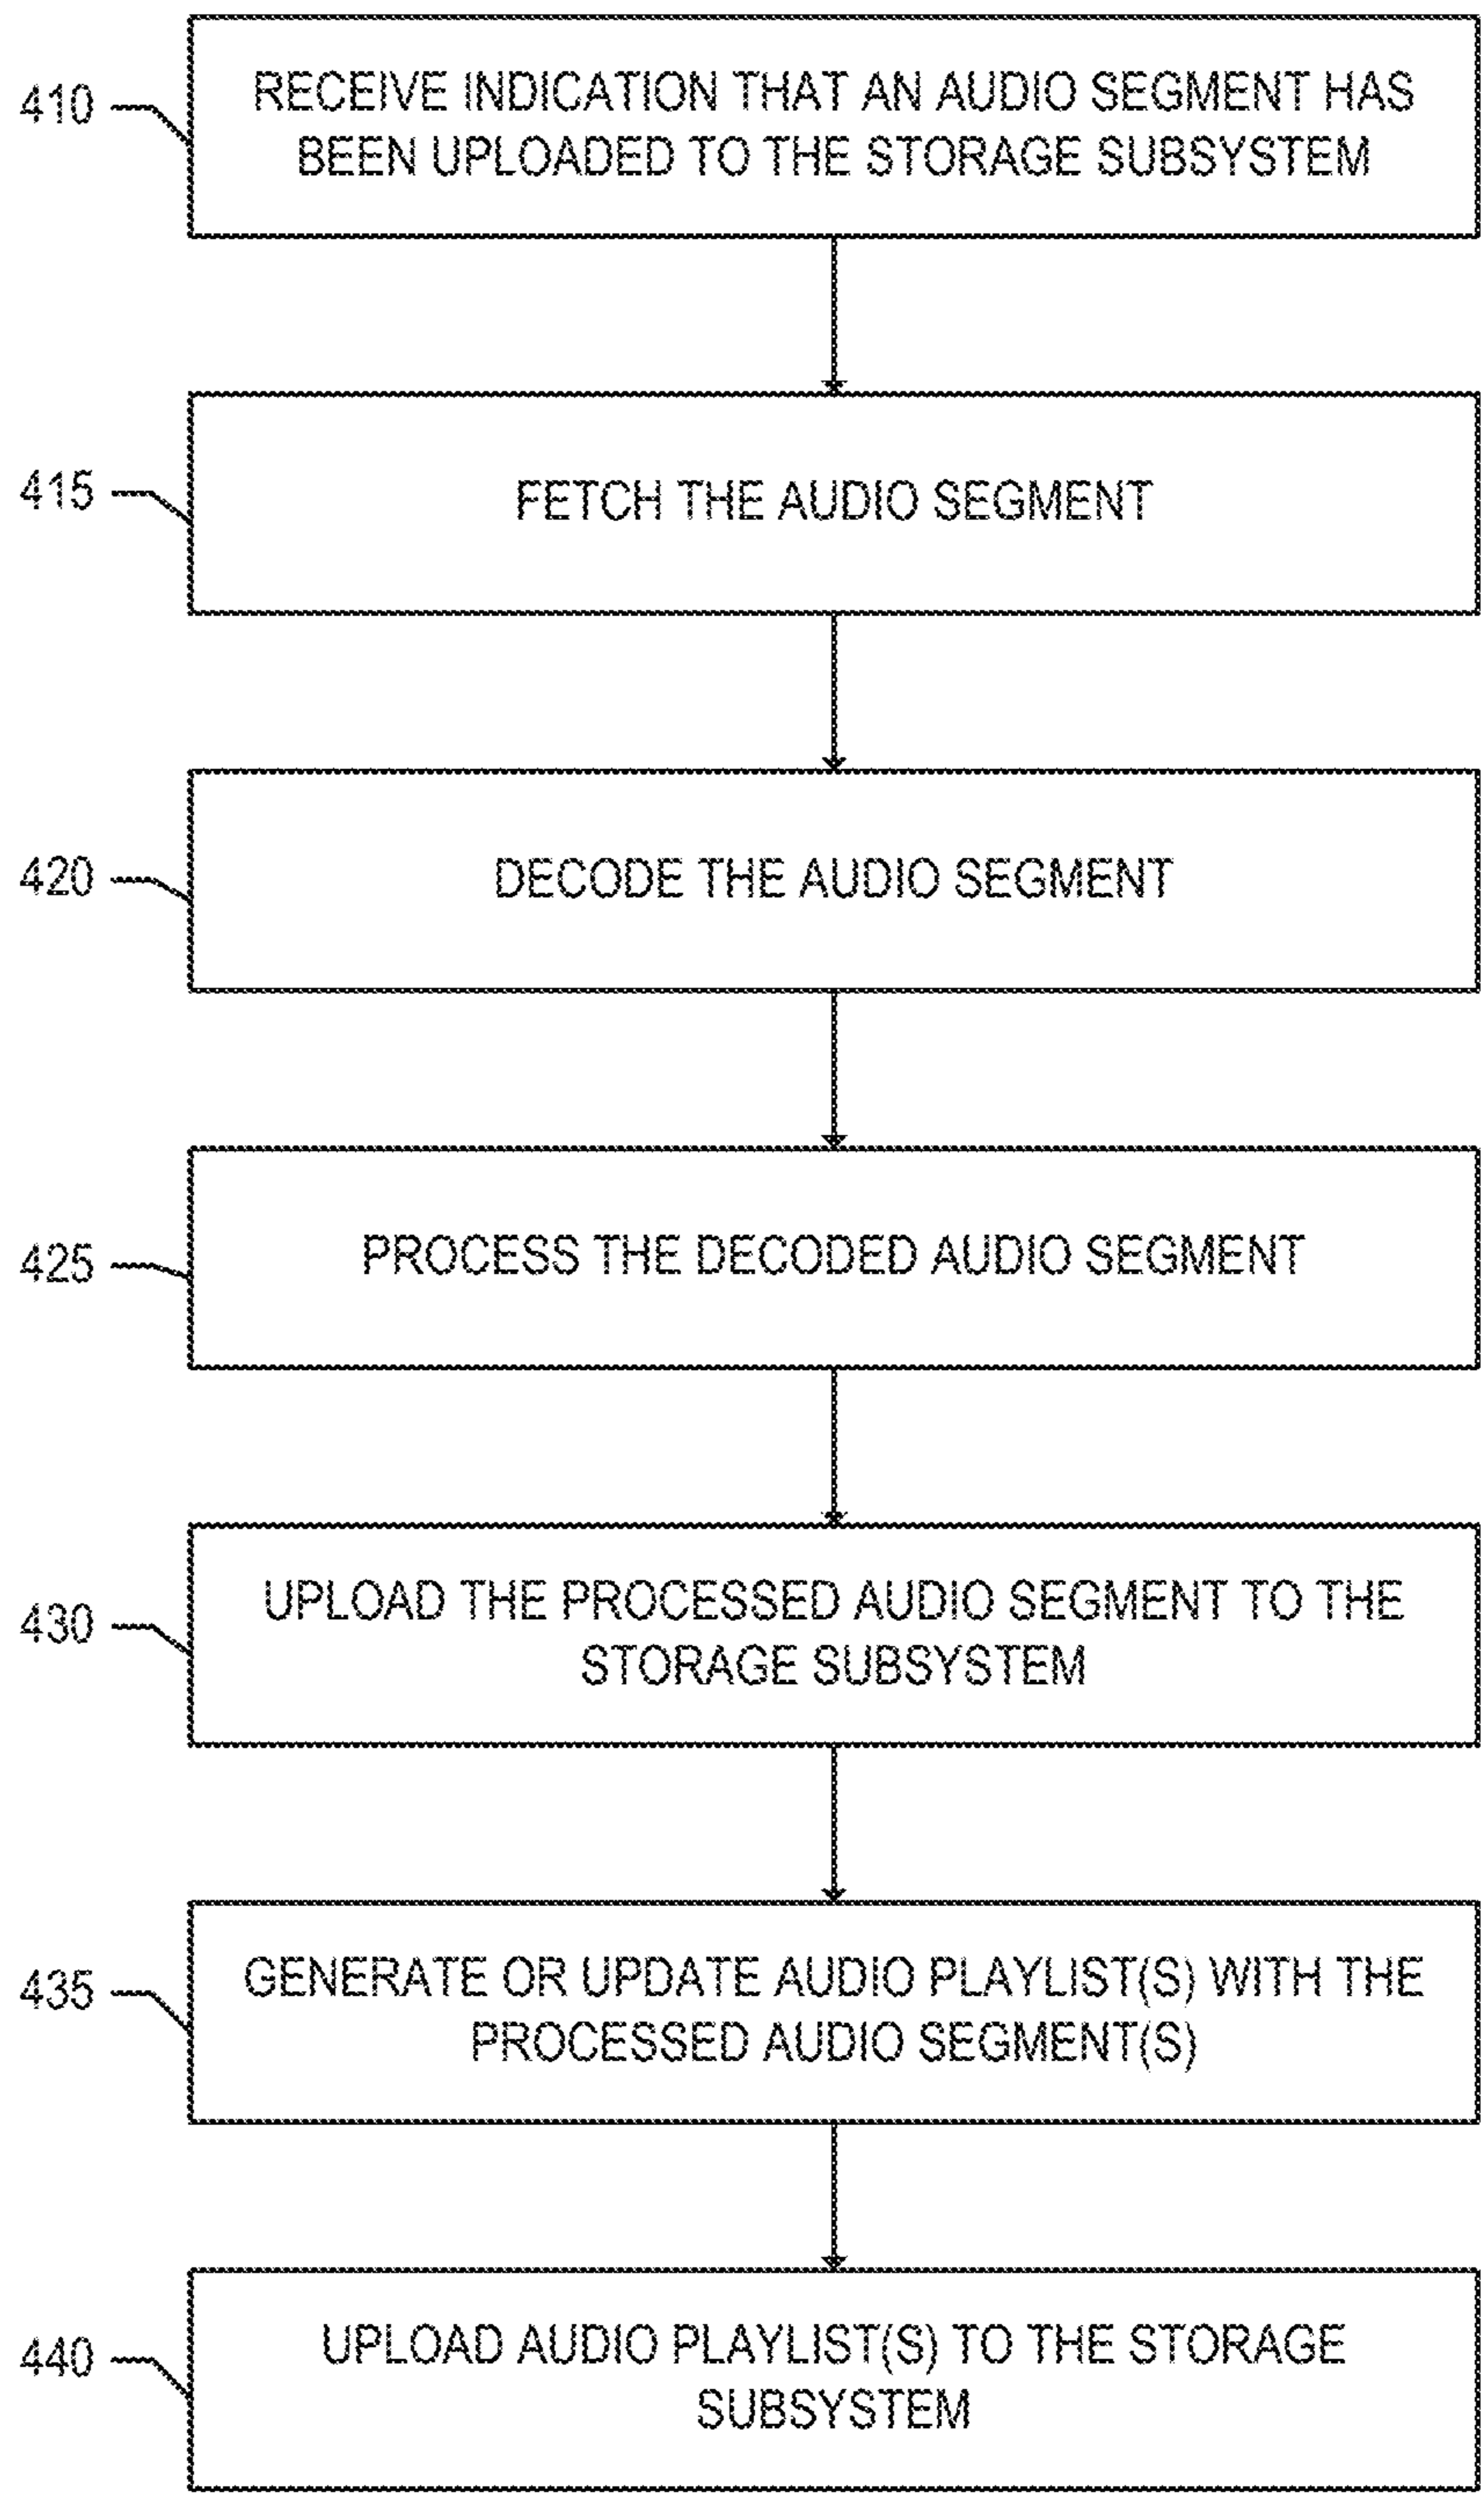 410
RECEIVE INDICATION THAT AN AUDIO SEGMENT HAS
BEEN UPLOADED TO THE STORAGE SUBSYSTEM
415
FETCH THE AUDIO SEGMENT
420
DECODE THE AUDIO SEGMENT
425
PROCESS THE DECODED AUDIO SEGMENT
430
UPLOAD THE PROCESSED AUDIO SEGMENT TO THE
STORAGE SUBSYSTEM
435
GENERATE OR UPDATE AUDIO PLAYLIST(S) WITH THE
PROCESSED AUDIO SEGMENT(S)
440
UPLOAD AUDIO PLAYLIST(S) TO THE STORAGE
SUBSYSTEM